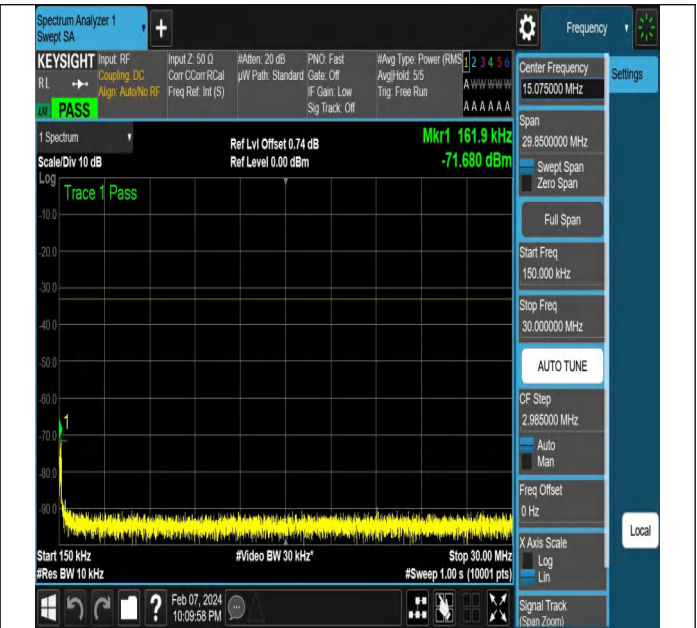 Spectrum Analyzer 1
Swept SA
Frequency
KEYSIGHT
RL
PASS
Input: RF
Coupling: DC
Align: Auto/No RF
Input Z: 50 Ω
Corr CCorr RCal
Freq Ref: Int (S)
#Atten: 20 dB
µW Path: Standard
PNO: Fast
Gate: Off
IF Gain: Low
Sig Track: Off
#Avg Type: Power (RMS
Avg|Hold: 5/5
Trig: Free Run
1 2 3 4 5 6
A W W W W W
A A A A A A
1 Spectrum
Scale/Div 10 dB
Ref Lvl Offset 0.74 dB
Ref Level 0.00 dBm
Mkr1 161.9 kHz
-71.680 dBm
Log
Trace 1 Pass
-10.0
-20.0
-30.0
-40.0
-50.0
-60.0
1
-70.0
-80.0
-90.0
Start 150 kHz
#Video BW 30 kHz*
Stop 30.00 MHz
#Res BW 10 kHz
#Sweep 1.00 s (10001 pts)
Feb 07, 2024
10:09:58 PM
Center Frequency
15.075000 MHz
Settings
Span
29.8500000 MHz
Swept Span
Zero Span
Full Span
Start Freq
150.000 kHz
Stop Freq
30.000000 MHz
AUTO TUNE
CF Step
2.985000 MHz
Auto
Man
Freq Offset
0 Hz
Local
X Axis Scale
Log
Lin
Signal Track
(Span Zoom)